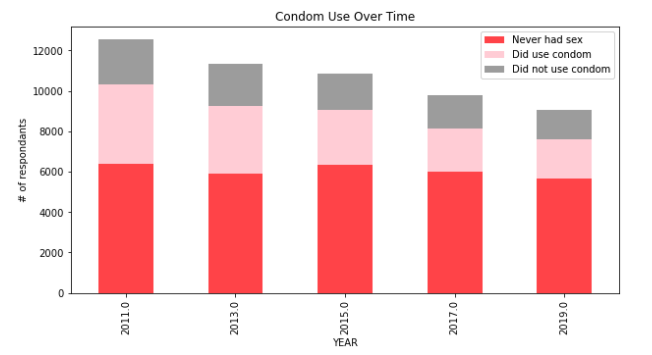 Condom Use Over Time
Never had sex
Did use condom
Did not use condom
12000
10000
8000
6000
4000
2000
0
# of respondants
2011.0
2013.0
2015.0
2017.0
2019.0
YEAR